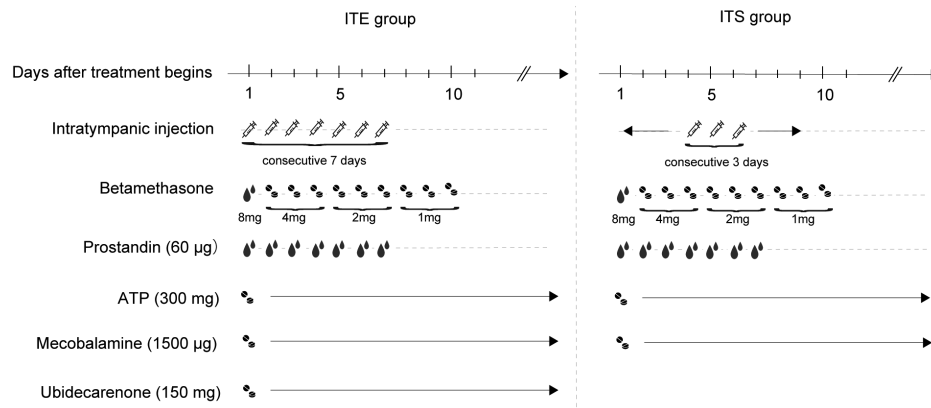 ITE group ITS group
Days after treatment begins
1 5 10 1 5 10
Intratympanic injection
consecutive 7 days consecutive 3 days
Betamethasone
8mg 4mg 2mg 1mg 8mg 4mg 2mg 1mg
Prostandin (60 μg)
ATP (300 mg)
Mecobalamine (1500 μg)
Ubidecarenone (150 mg)